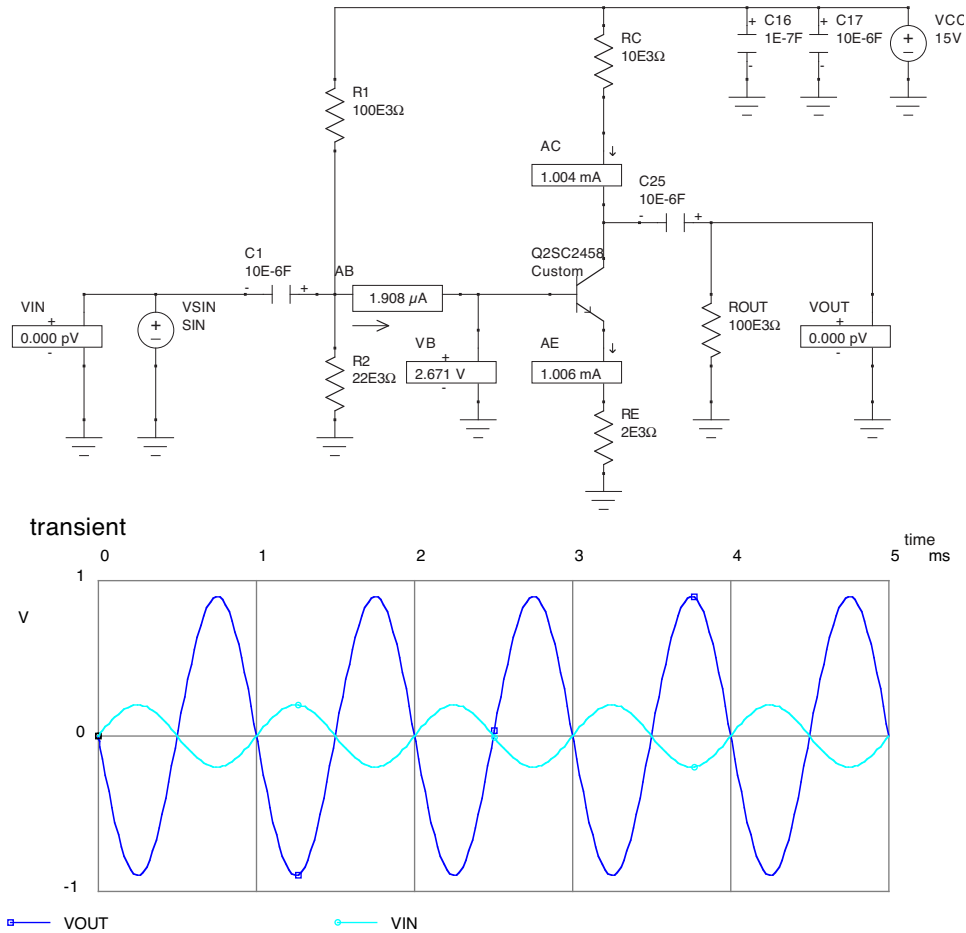 C16
1E-7F
C17
10E-6F
VCC
15V
RC
10E3Ω
R1
100E3Ω
AC
1.004 mA
C25
10E-6F
Q2SC2458
Custom
C1
10E-6F
AB
1.908 µA
VIN
0.000 pV
VSIN
SIN
R2
22E3Ω
VB
2.671 V
AE
1.006 mA
ROUT
100E3Ω
VOUT
0.000 pV
RE
2E3Ω
transient
time
0 1 2 3 4 5 ms
1
V
0
-1
VOUT VIN